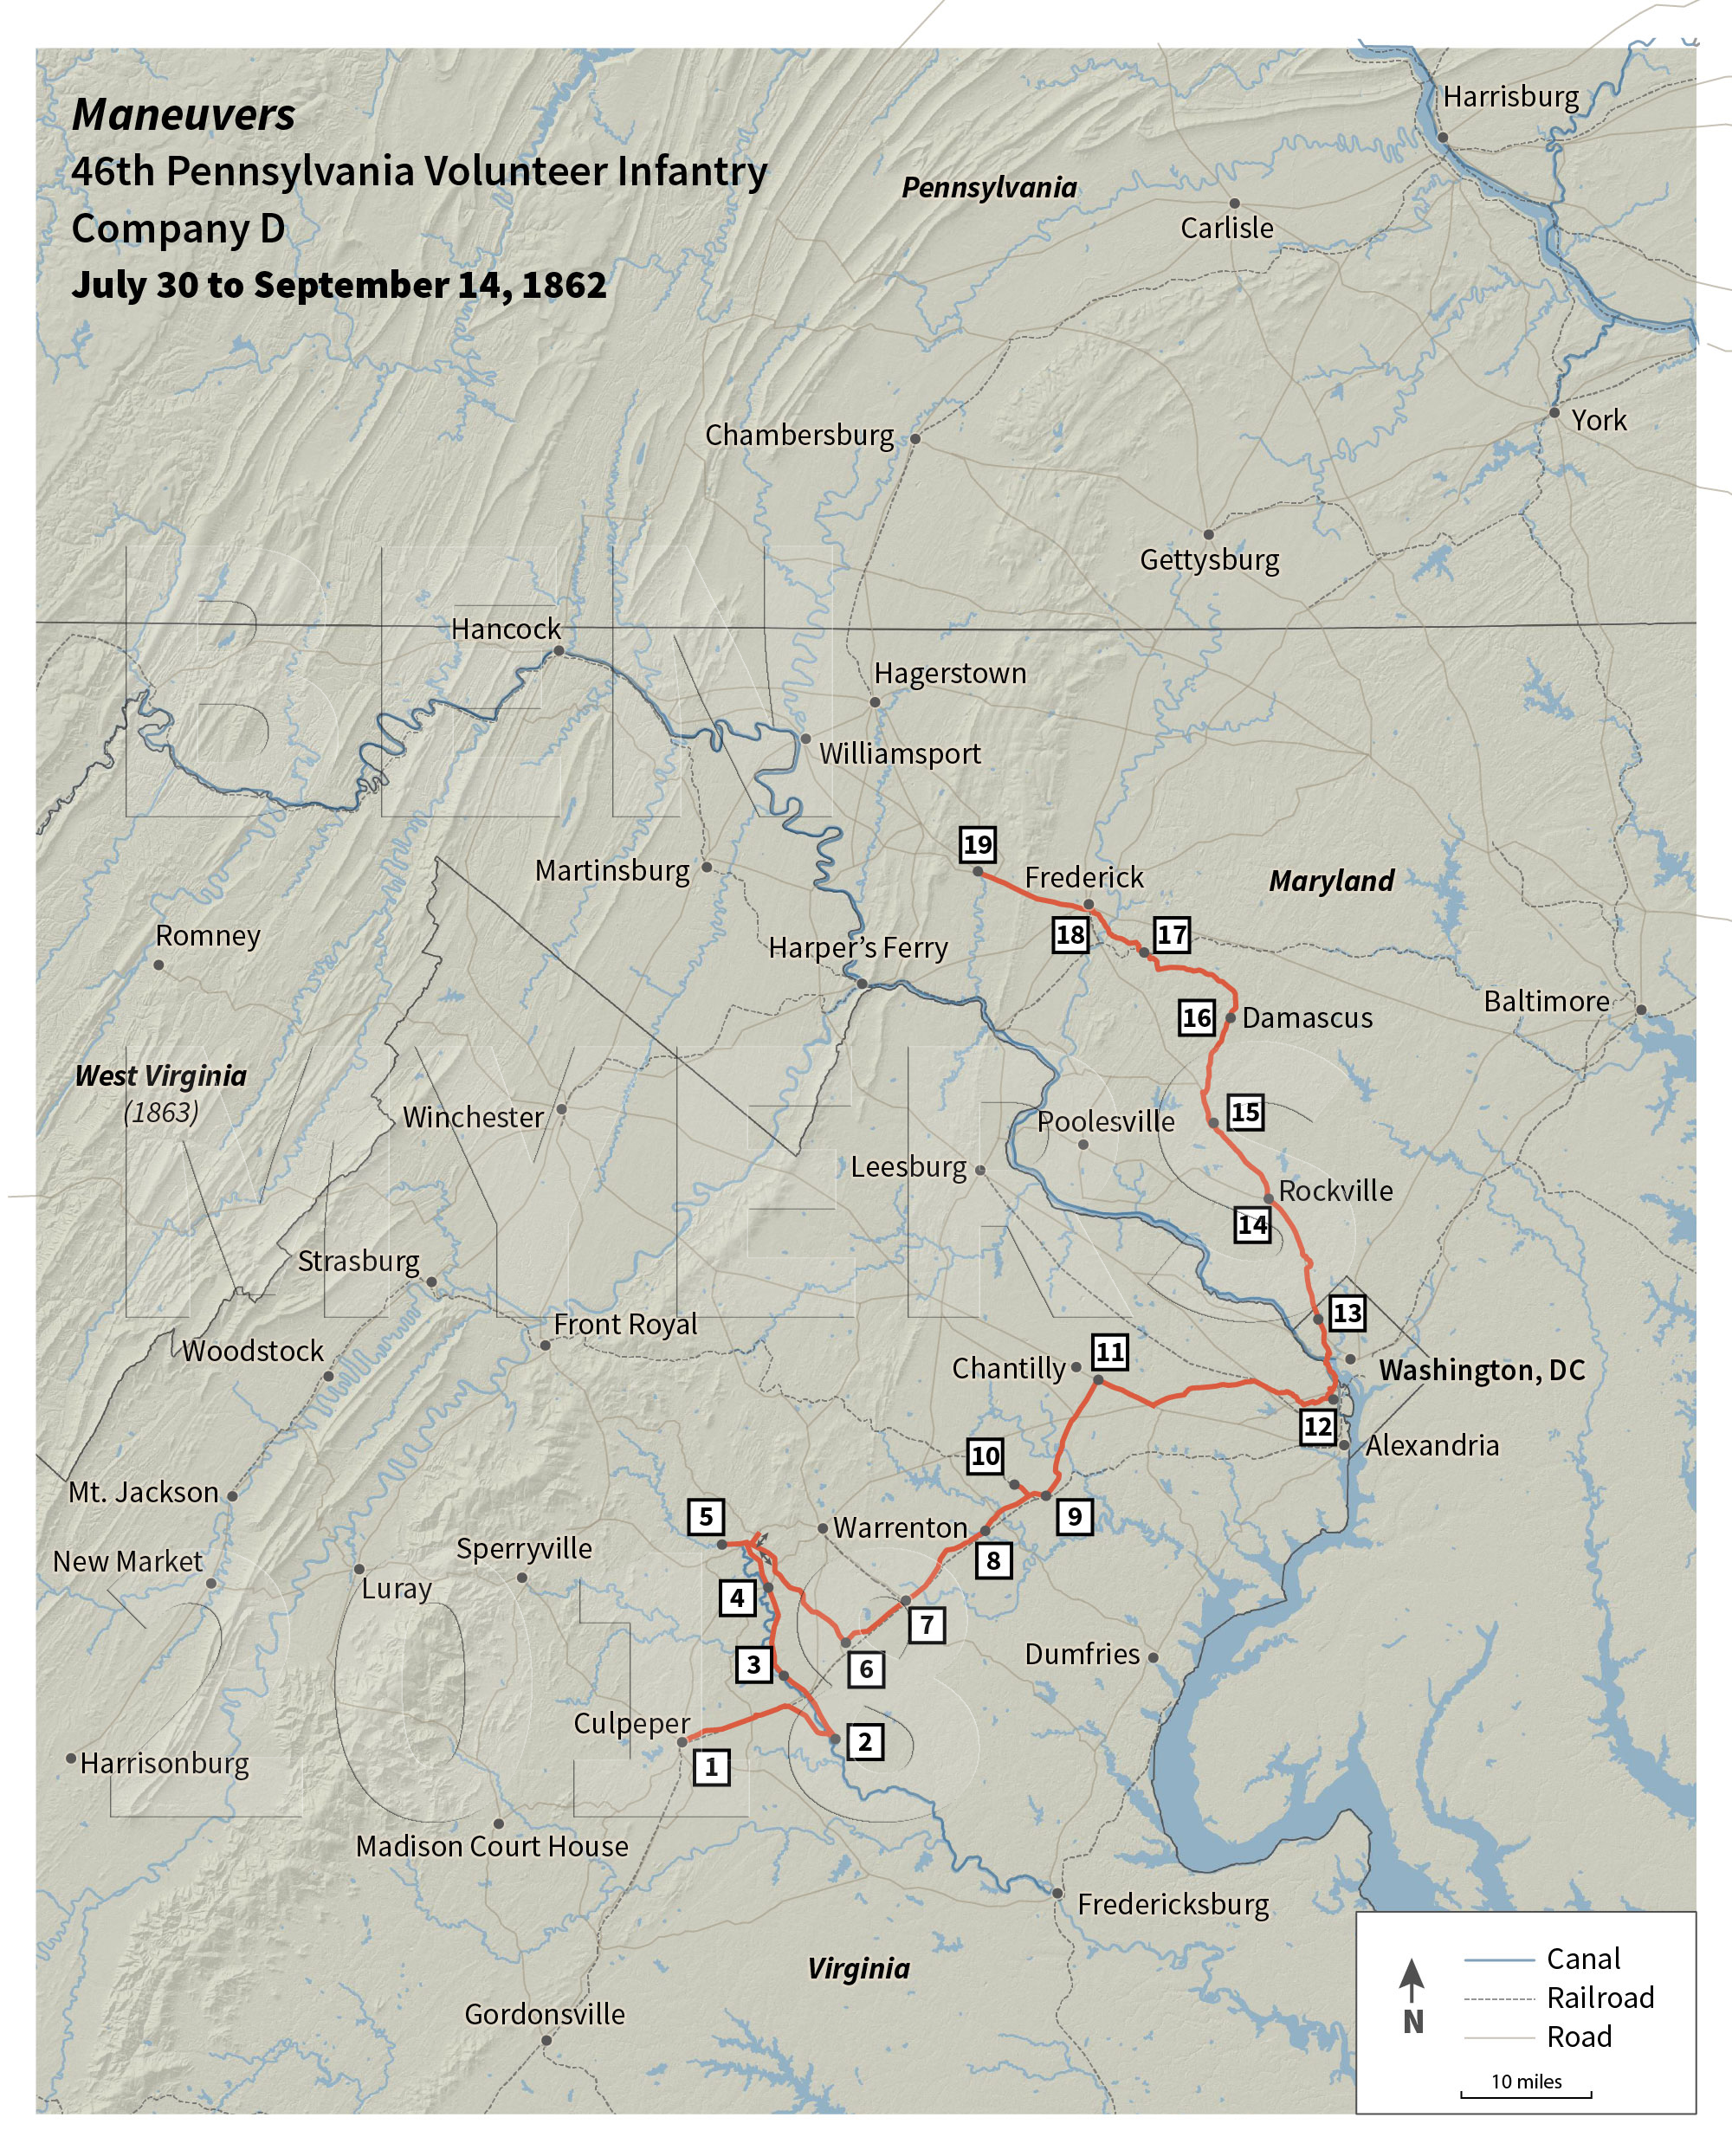 Maneuvers
46th Pennsylvania Volunteer Infantry
Company D
July 30 to September 14, 1862
Harrisburg
Pennsylvania
Carlisle
York
Chambersburg
Gettysburg
BEN
Hancock
Hagerstown
Williamsport
19
Martinsburg
Frederick
Maryland
18
17
Romney
Harper's Ferry
Baltimore
16
Damascus
West Virginia
(1863)
MYERS
Winchester
Poolesville
15
Leesburg
Rockville
14
Strasburg
Front Royal
13
Woodstock
Chantilly
11
Washington, DC
12
Alexandria
10
Mt. Jackson
5
9
Warrenton
8
Sperryville
New Market
Luray
4
7
3
6
Dumfries
2018
Culpeper
1
2
Harrisonburg
Madison Court House
Fredericksburg
Virginia
Gordonsville
N
Canal
Railroad
Road
10 miles